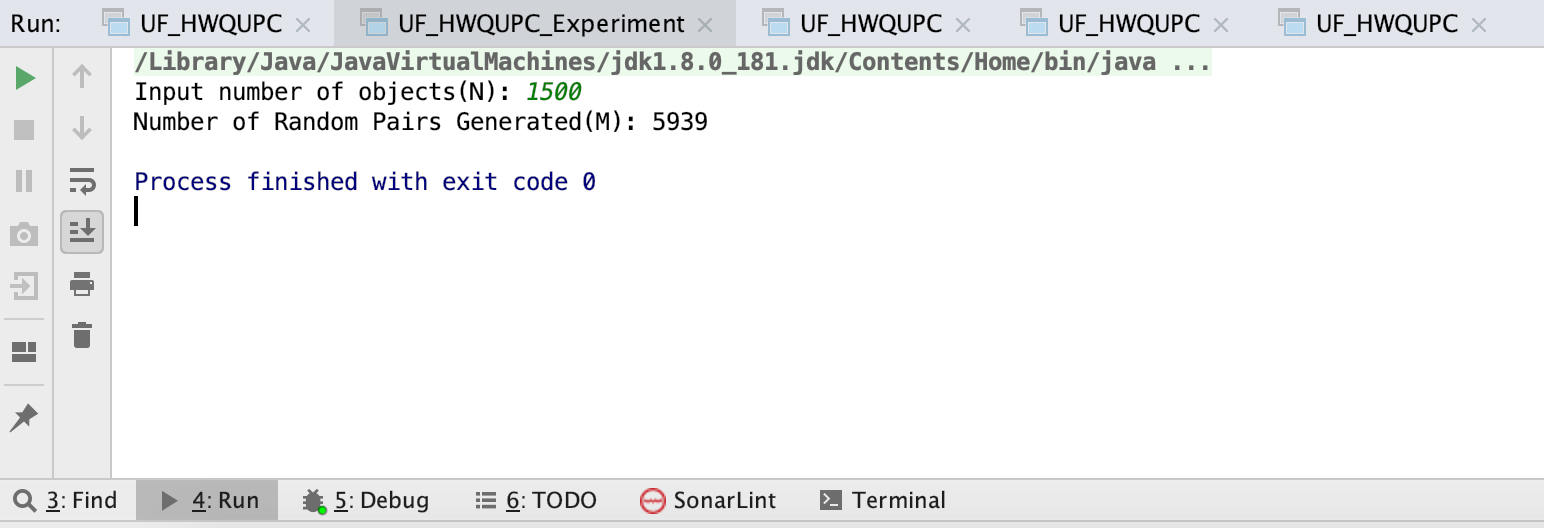 Run: UF_HWQUPC UF_HWQUPC_Experiment UF_HWQUPC UF_HWQUPC UF_HWQUPC
/Library/Java/JavaVirtualMachines/jdk1.8.0_181.jdk/Contents/Home/bin/java ...
Input number of objects(N): 1500
Number of Random Pairs Generated(M): 5939
Process finished with exit code 0
3: Find 4: Run 5: Debug 6: TODO SonarLint Terminal